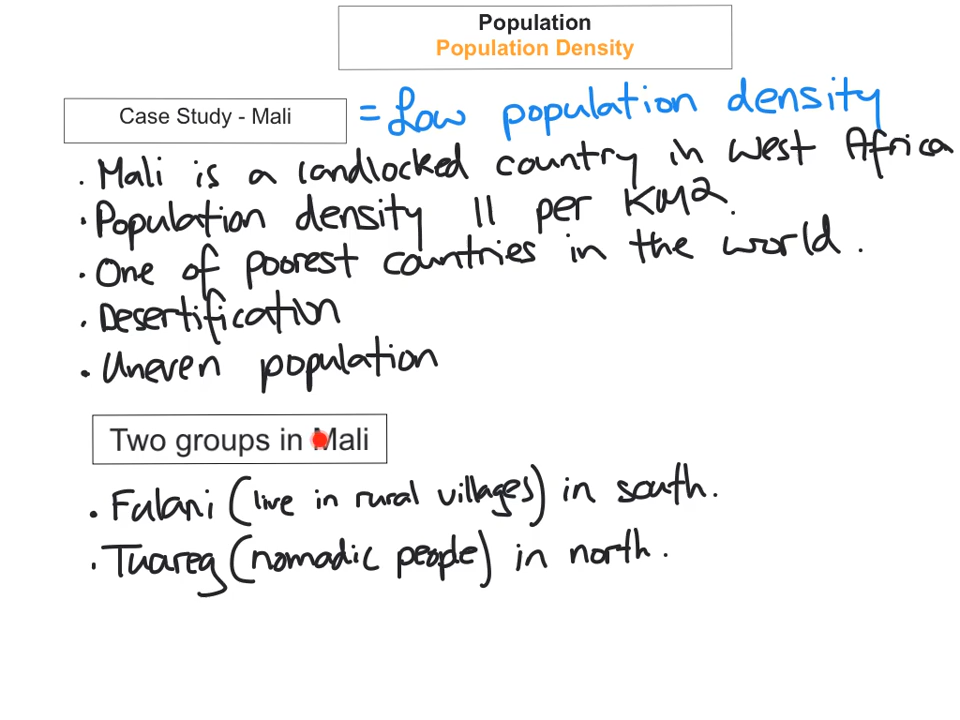 Population
Population Density
Case Study - Mali = Low population density
. Mali is a landlocked country in west Africa
. Population density 11 per KM2.
. One of poorest countries in the world.
. Desertification
. Uneven population
Two groups in Mali
. Fulani (live in rural villages) in south.
. Tuareg (nomadic people) in north.